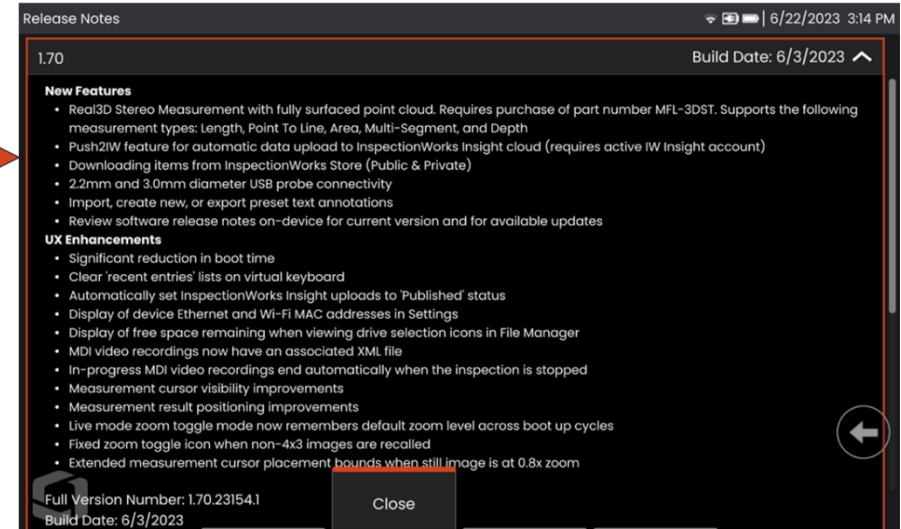 Release Notes
6/22/2023 3:14 PM
1.70
Build Date: 6/3/2023
New Features
• Real3D Stereo Measurement with fully surfaced point cloud. Requires purchase of part number MFL-3DST. Supports the following
measurement types: Length, Point To Line, Area, Multi-Segment, and Depth
• Push2IW feature for automatic data upload to InspectionWorks Insight cloud (requires active IW Insight account)
• Downloading items from InspectionWorks Store (Public & Private)
• 2.2mm and 3.0mm diameter USB probe connectivity
• Import, create new, or export preset text annotations
• Review software release notes on-device for current version and for available updates
UX Enhancements
• Significant reduction in boot time
• Clear 'recent entries' lists on virtual keyboard
• Automatically set InspectionWorks Insight uploads to 'Published' status
• Display of device Ethernet and Wi-Fi MAC addresses in Settings
• Display of free space remaining when viewing drive selection icons in File Manager
• MDI video recordings now have an associated XML file
• In-progress MDI video recordings end automatically when the inspection is stopped
• Measurement cursor visibility improvements
• Measurement result positioning improvements
• Live mode zoom toggle mode now remembers default zoom level across boot up cycles
• Fixed zoom toggle icon when non-4x3 images are recalled
• Extended measurement cursor placement bounds when still image is at 0.8x zoom
Full Version Number: 1.70.23154.1
Build Date: 6/3/2023
Close